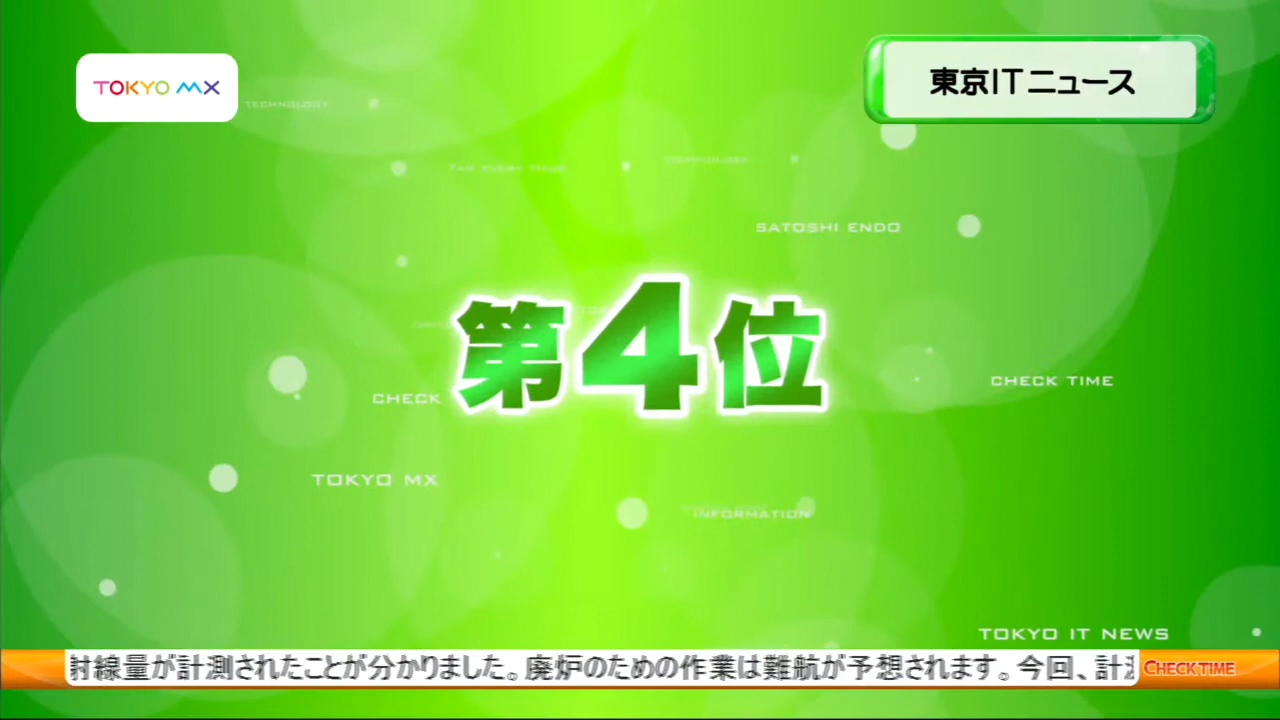 TOKYO MX
東京ITニュース
TECHNOLOGY
TECHNOLOGY
SATOSHI ENDO
第4位
CHECK TIME
CHECK
TOKYO MX
INFORMATION
TOKYO IT NEWS
射線量が計測されたことが分かりました。廃炉のための作業は難航が予想されます。今回、計測
CHECK TIME